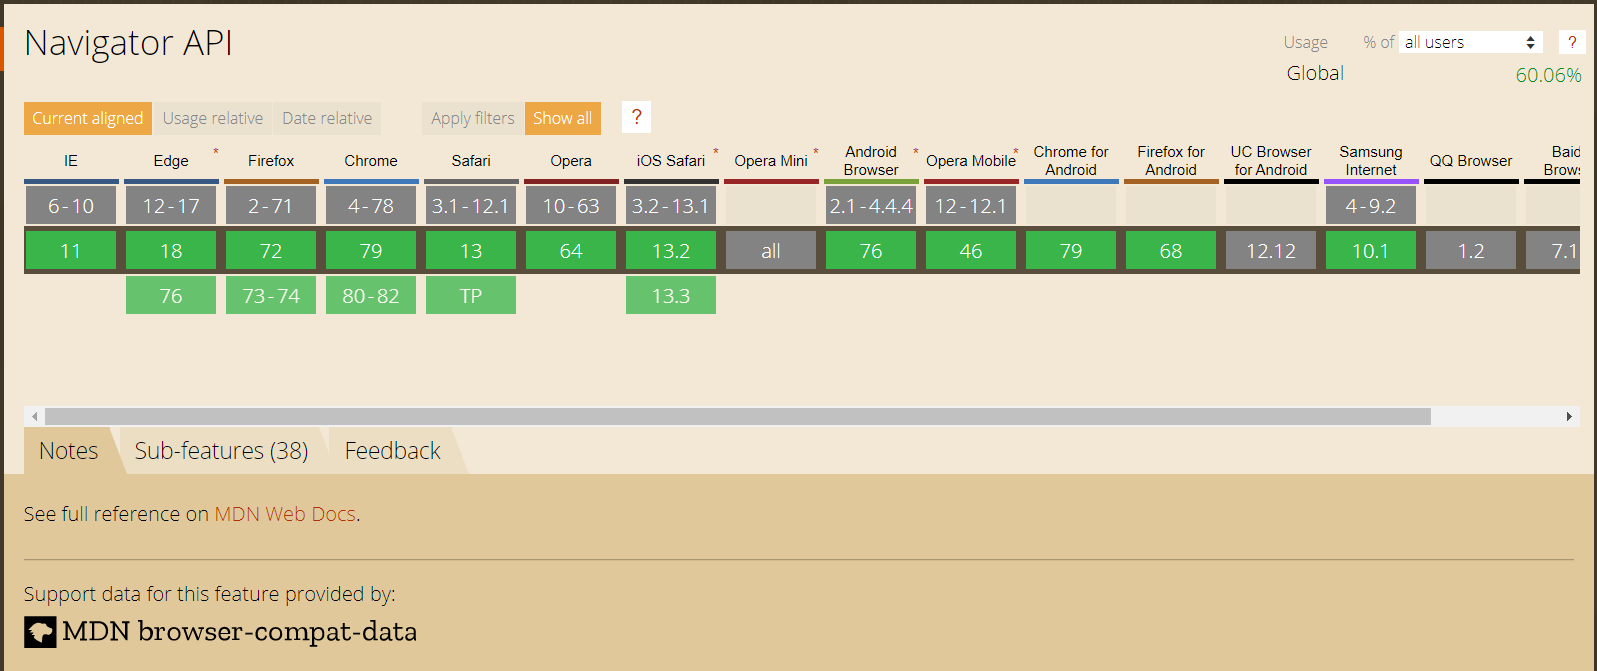 Navigator API
Usage % of all users ?
Global 60.06%
Current aligned Usage relative Date relative Apply filters Show all ?
IE Edge * Firefox Chrome Safari Opera iOS Safari * Opera Mini * Android Browser * Opera Mobile * Chrome for Android Firefox for Android UC Browser for Android Samsung Internet QQ Browser Baid Brows
6-10 12-17 2-71 4-78 3.1-12.1 10-63 3.2-13.1 2.1-4.4.4 12-12.1 4-9.2
11 18 72 79 13 64 13.2 all 76 46 79 68 12.12 10.1 1.2 7.1
76 73-74 80-82 TP 13.3
Notes Sub-features (38) Feedback
See full reference on MDN Web Docs.
Support data for this feature provided by:
MDN browser-compat-data